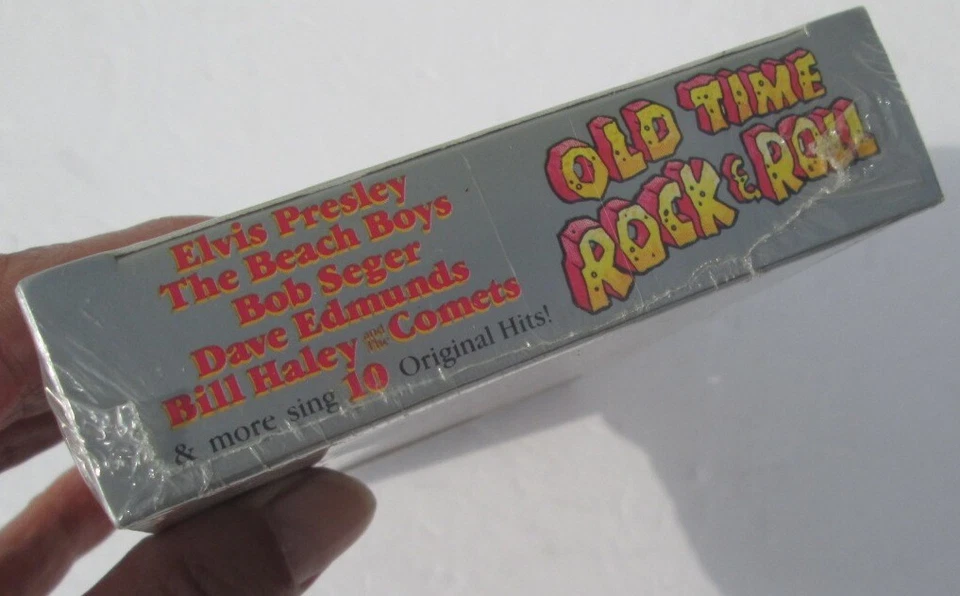 Elvis Presley
The Beach Boys
Bob Seger
Dave Edmunds
Bill Haley and the Comets
& more sing 10 Original Hits!
OLD TIME
ROCK & ROLL